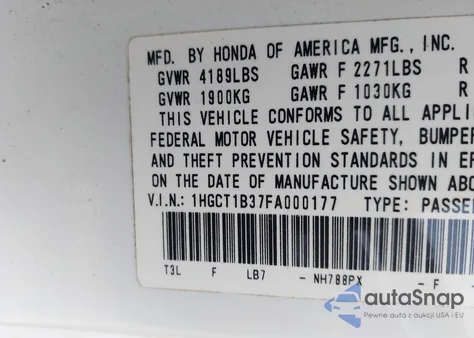 MFD. BY HONDA OF AMERICA MFG., INC.
GVWR 4189LBS GAWR F 2271LBS R
GVWR 1900KG GAWR F 1030KG R
THIS VEHICLE CONFORMS TO ALL APPLI
FEDERAL MOTOR VEHICLE SAFETY, BUMPER
AND THEFT PREVENTION STANDARDS IN EF
ON THE DATE OF MANUFACTURE SHOWN ABO
V.I.N.: 1HGCT1B37FA000177 TYPE: PASSE
T3L F LB7 - NH788PX - F -
autoSnap
Pewne auta z USA i EU